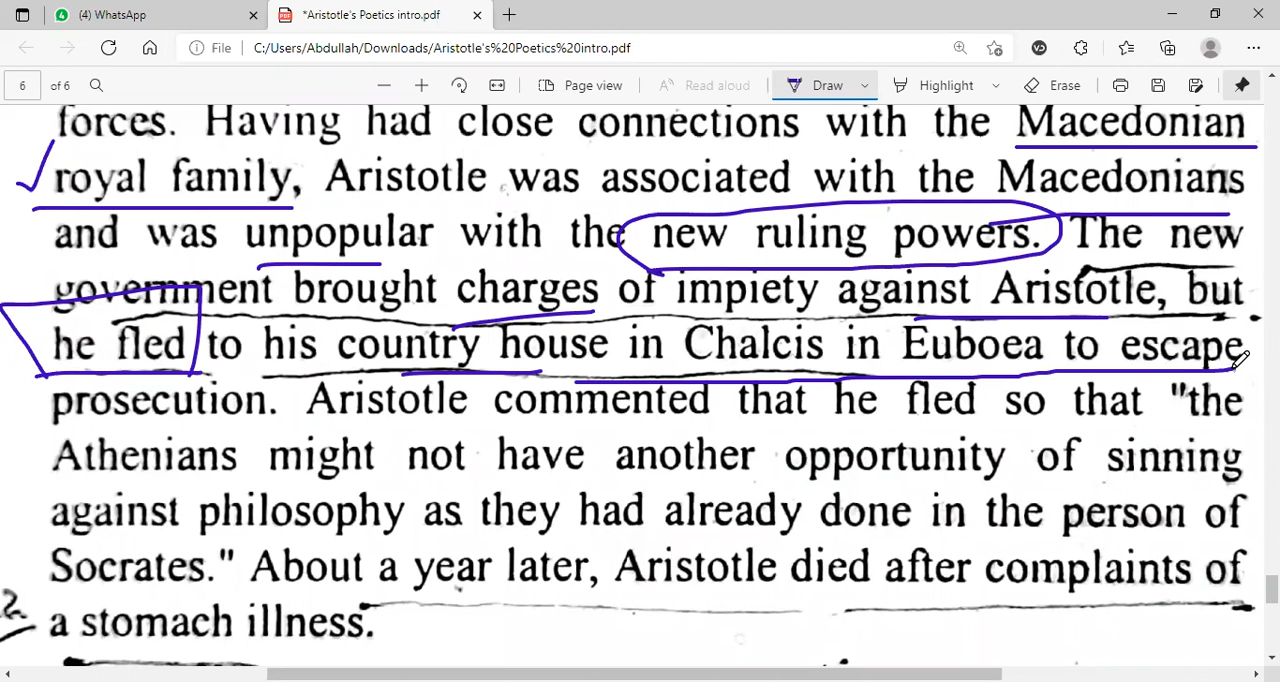 (4) WhatsApp
*Aristotle's Poetics intro.pdf
File C:/Users/Abdullah/Downloads/Aristotle's%20Poetics%20intro.pdf
6 of 6 Page view Read aloud Draw Highlight Erase
forces. Having had close connections with the Macedonian
royal family, Aristotle was associated with the Macedonians
and was unpopular with the new ruling powers. The new
government brought charges of impiety against Aristotle, but
he fled to his country house in Chalcis in Euboea to escape
prosecution. Aristotle commented that he fled so that "the
Athenians might not have another opportunity of sinning
against philosophy as they had already done in the person of
Socrates." About a year later, Aristotle died after complaints of
a stomach illness.